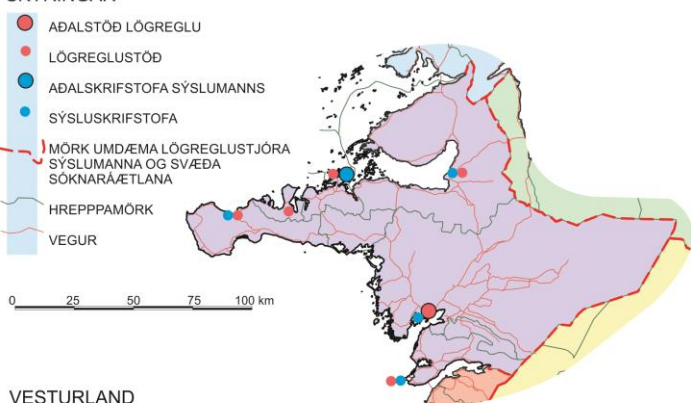 AÐALSTÖÐ LÖGREGLU
LÖGREGLUSTÖÐ
AÐALSKRIFSTOFA SÝSLUMANNS
SÝSLUSKRIFSTOFA
MÖRK UMDÆMA LÖGREGLUSTJÓRA
SÝSLUMANNA OG SVÆÐA
SÓKNARÁÆTLANA
HREPPPAMÖRK
VEGUR
0 25 50 75 100 km
VESTURLAND